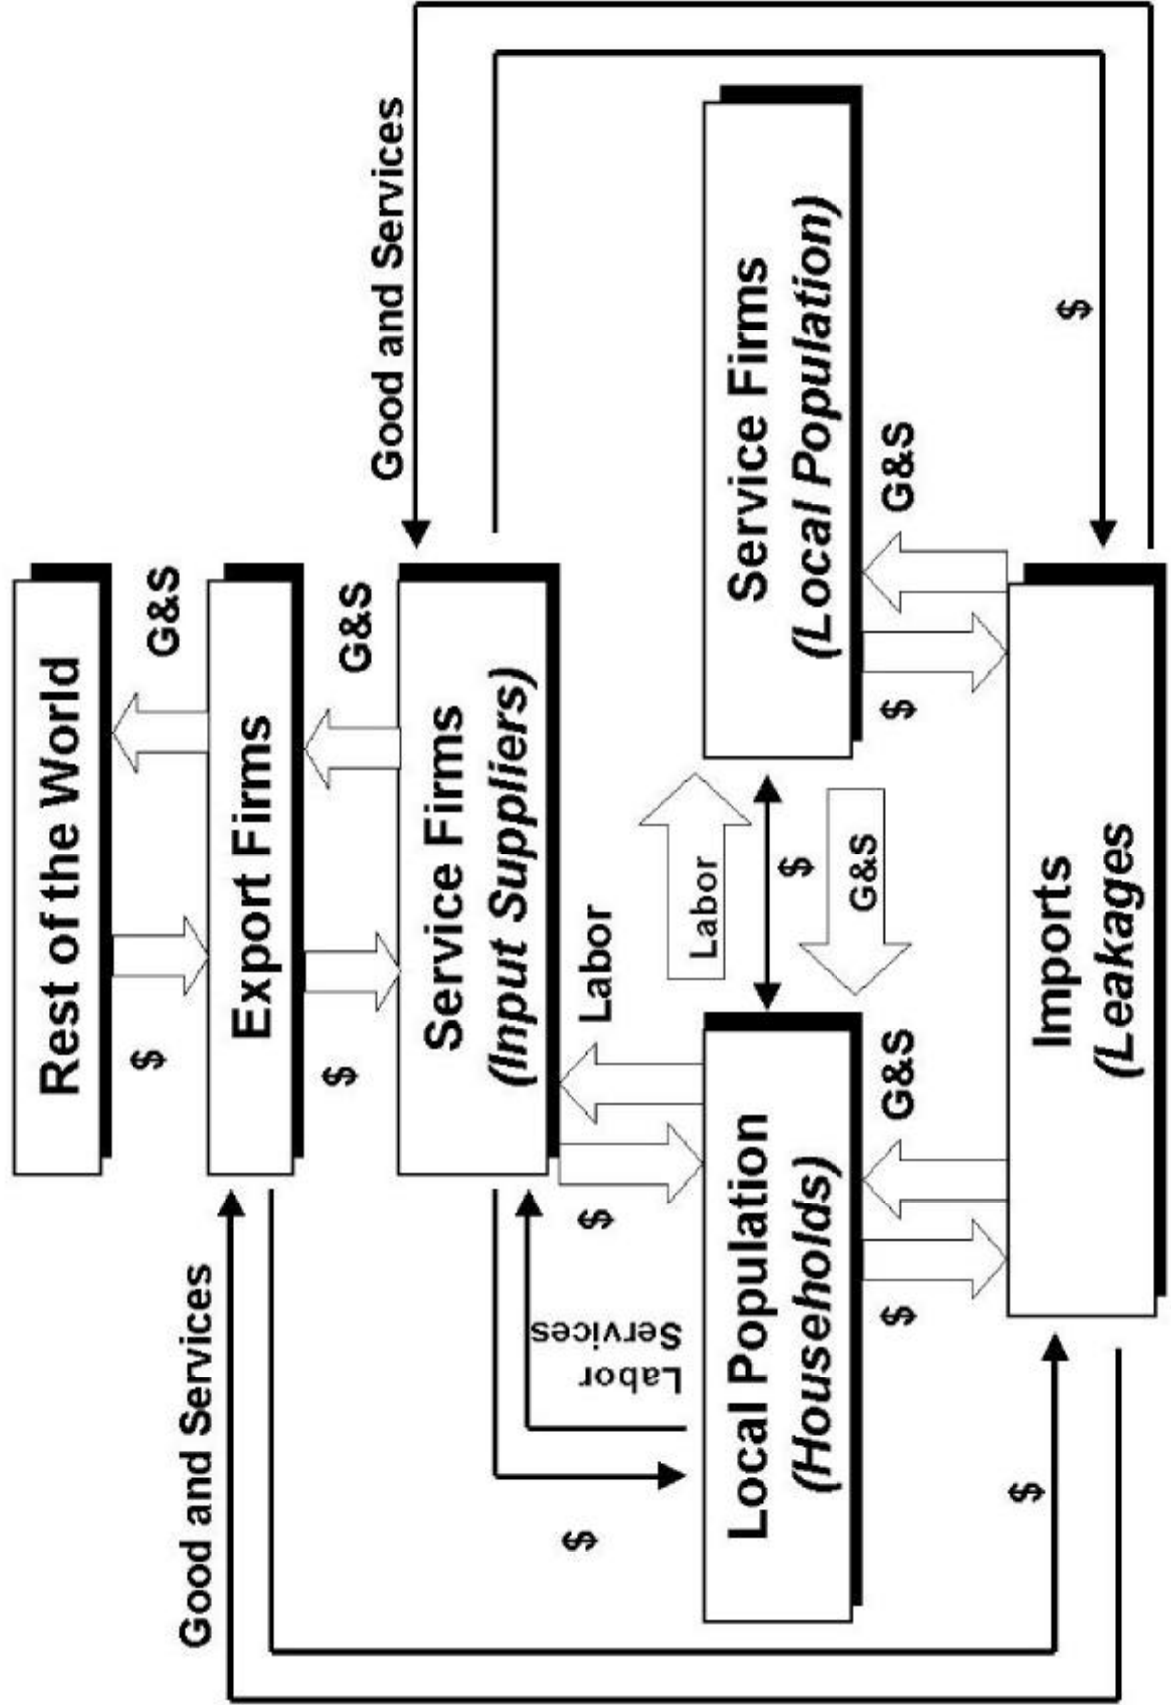 Rest of the World
$
G&S
Good and Services
Export Firms
$
G&S
Good and Services
Service Firms
(Input Suppliers)
$
Labor Services
$
Labor
Local Population
(Households)
Labor
$
G&S
Service Firms
(Local Population)
$
G&S
$
G&S
$
Imports
(Leakages)
$